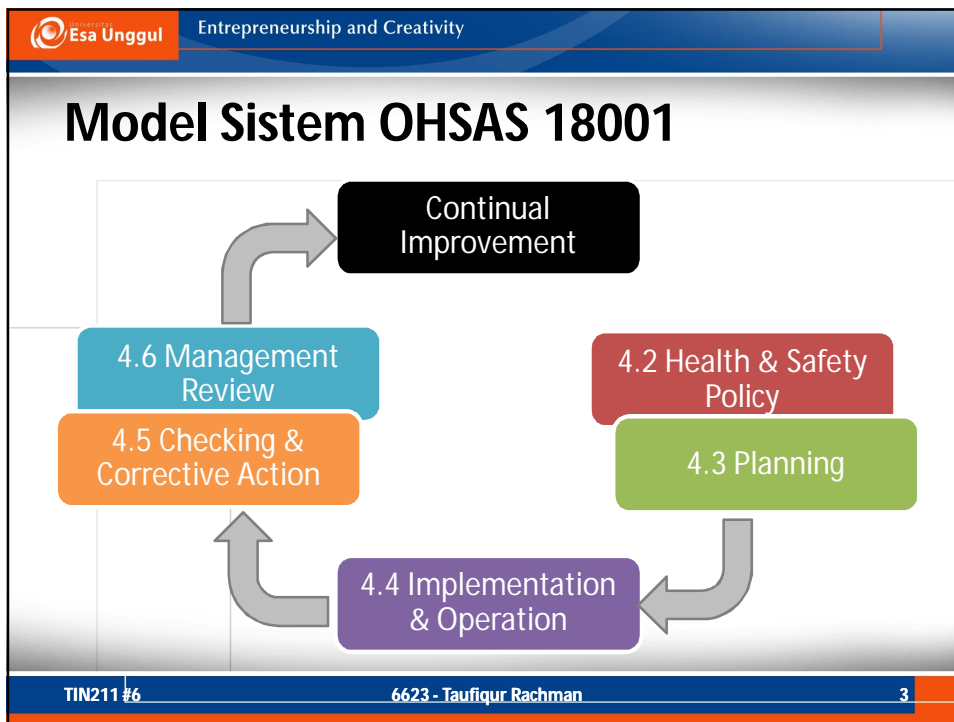 Universitas
Esa Unggul
Entrepreneurship and Creativity
Model Sistem OHSAS 18001
Continual
Improvement
4.6 Management
Review
4.2 Health & Safety
Policy
4.5 Checking &
Corrective Action
4.3 Planning
4.4 Implementation
& Operation
TIN211 #6
6623 - Taufiqur Rachman
3